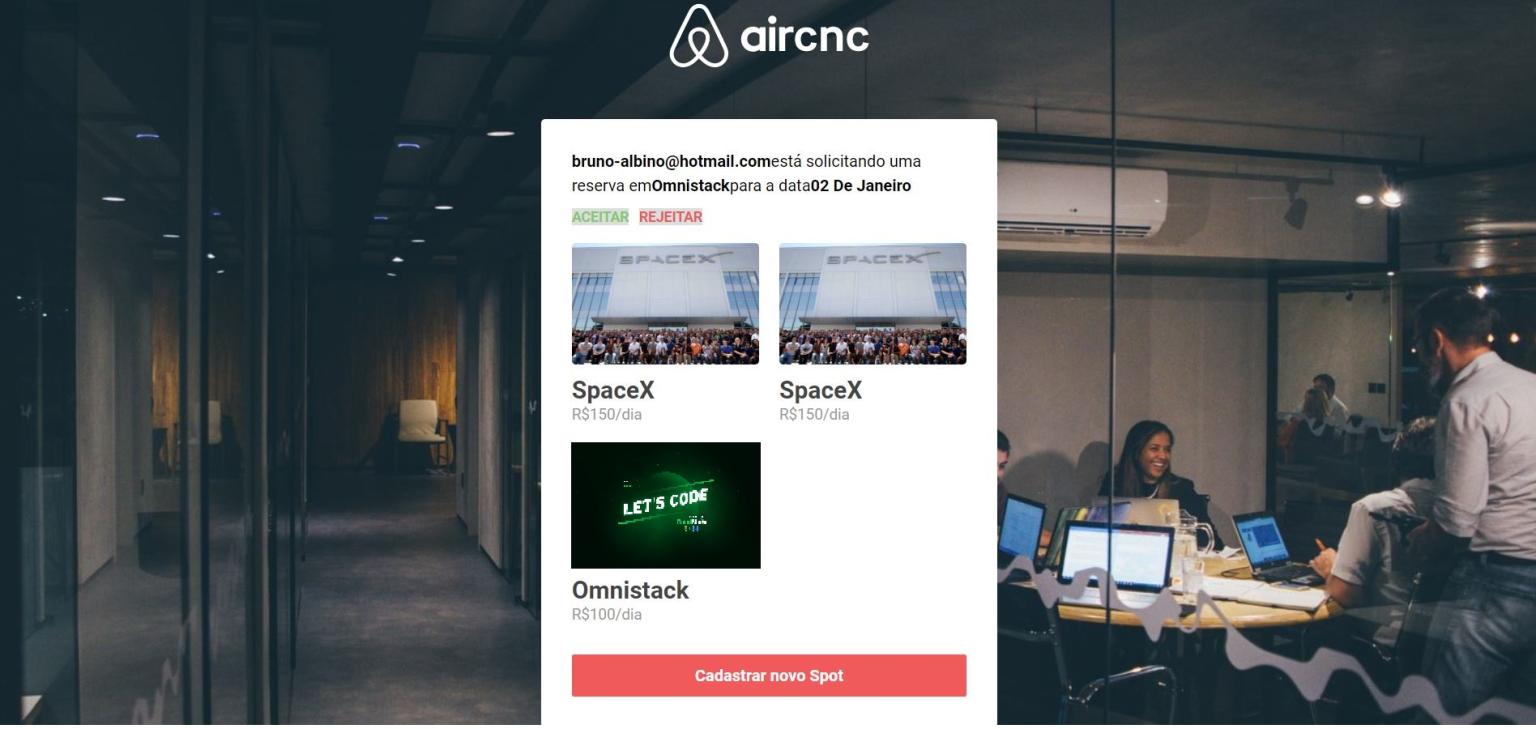 aircnc
bruno-albino@hotmail.comestá solicitando uma
reserva emOmnistackpara a data02 De Janeiro
ACEITAR REJEITAR
SPACEX SPACEX
SpaceX SpaceX
R$150/dia R$150/dia
LET'S CODE
Omnistack
R$100/dia
Cadastrar novo Spot